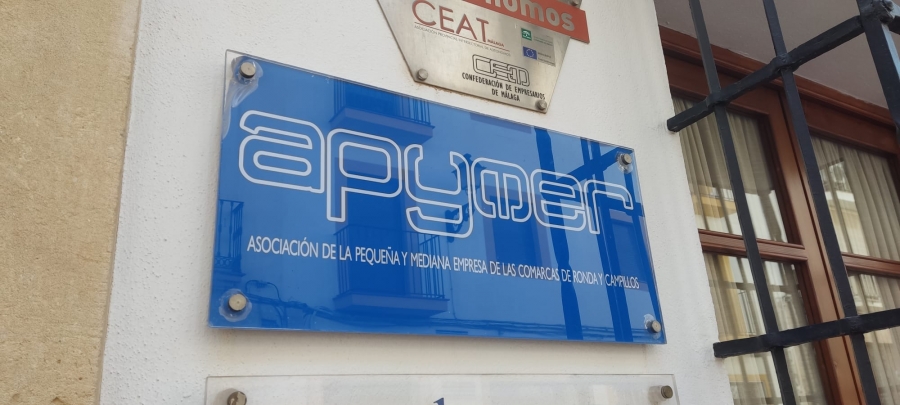 CEAT MÁLAGA
CEM
CONFEDERACIÓN DE EMPRESARIOS
DE MÁLAGA
apymer
ASOCIACIÓN DE LA PEQUEÑA Y MEDIANA EMPRESA DE LAS COMARCAS DE RONDA Y CAMPILLOS